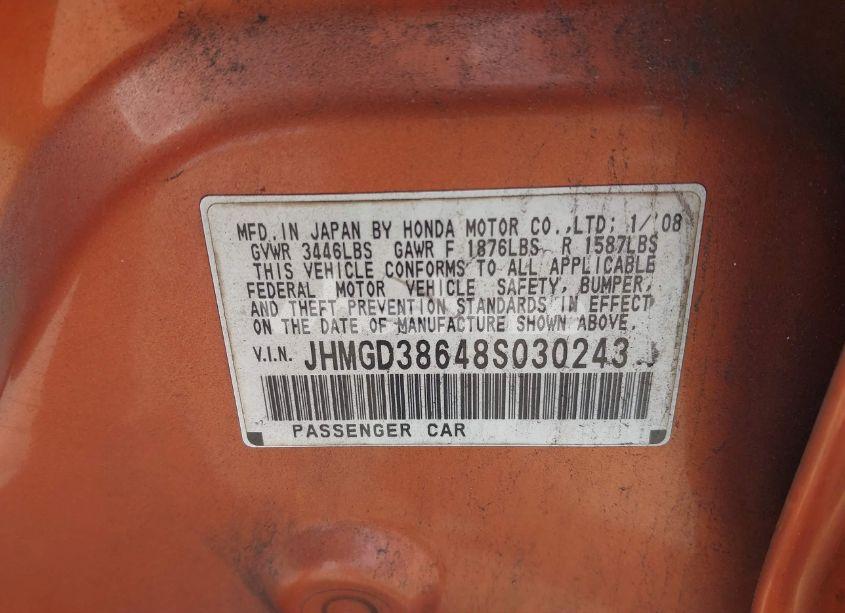 MFD. IN JAPAN BY HONDA MOTOR CO.,LTD; 1/'08
GVWR 3446LBS GAWR F 1876LBS R 1587LBS
THIS VEHICLE CONFORMS TO ALL APPLICABLE
FEDERAL MOTOR VEHICLE SAFETY, BUMPER,
AND THEFT PREVENTION STANDARDS IN EFFECT
ON THE DATE OF MANUFACTURE SHOWN ABOVE.
V.I.N. JHMGD38648S030243
PASSENGER CAR